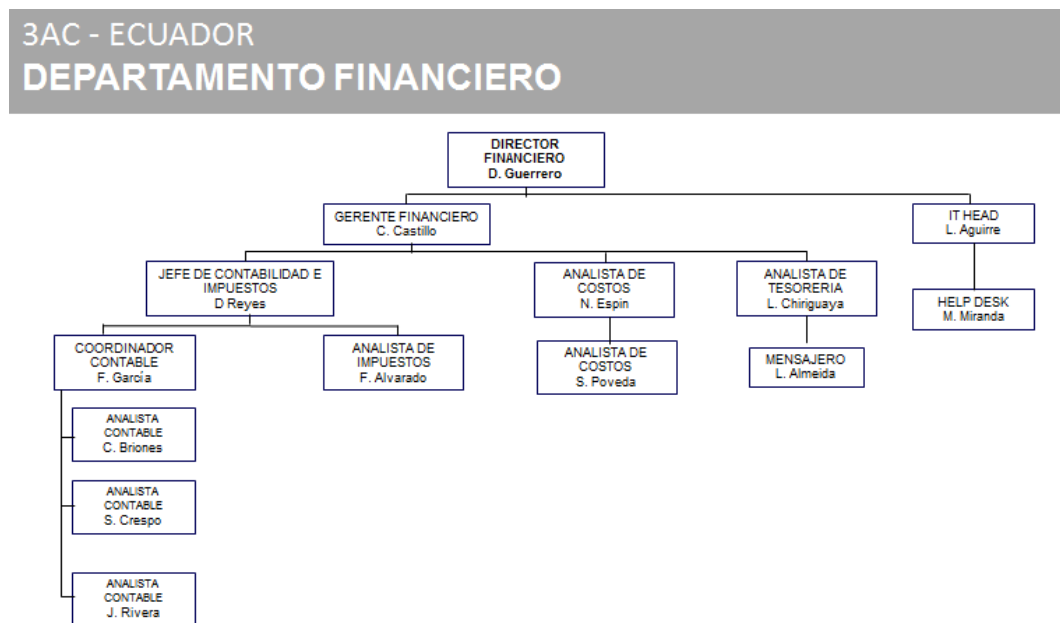 3AC - ECUADOR
DEPARTAMENTO FINANCIERO
DIRECTOR
FINANCIERO
D. Guerrero
GERENTE FINANCIERO
C. Castillo
IT HEAD
L. Aguirre
JEFE DE CONTABILIDAD E
IMPUESTOS
D Reyes
ANALISTA DE
COSTOS
N. Espin
ANALISTA DE
TESORERIA
L. Chiriguaya
HELP DESK
M. Miranda
COORDINADOR
CONTABLE
F. García
ANALISTA DE
IMPUESTOS
F. Alvarado
ANALISTA DE
COSTOS
S. Poveda
MENSAJERO
L. Almeida
ANALISTA
CONTABLE
C. Briones
ANALISTA
CONTABLE
S. Crespo
ANALISTA
CONTABLE
J. Rivera